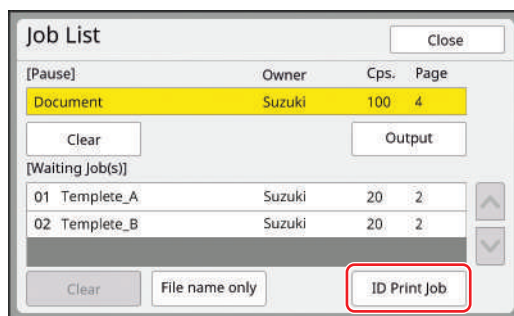 Job List Close
[Pause] Owner Cps. Page
Document Suzuki 100 4
Clear Output
[Waiting Job(s)]
01 Templete_A Suzuki 20 2
02 Templete_B Suzuki 20 2
Clear File name only ID Print Job